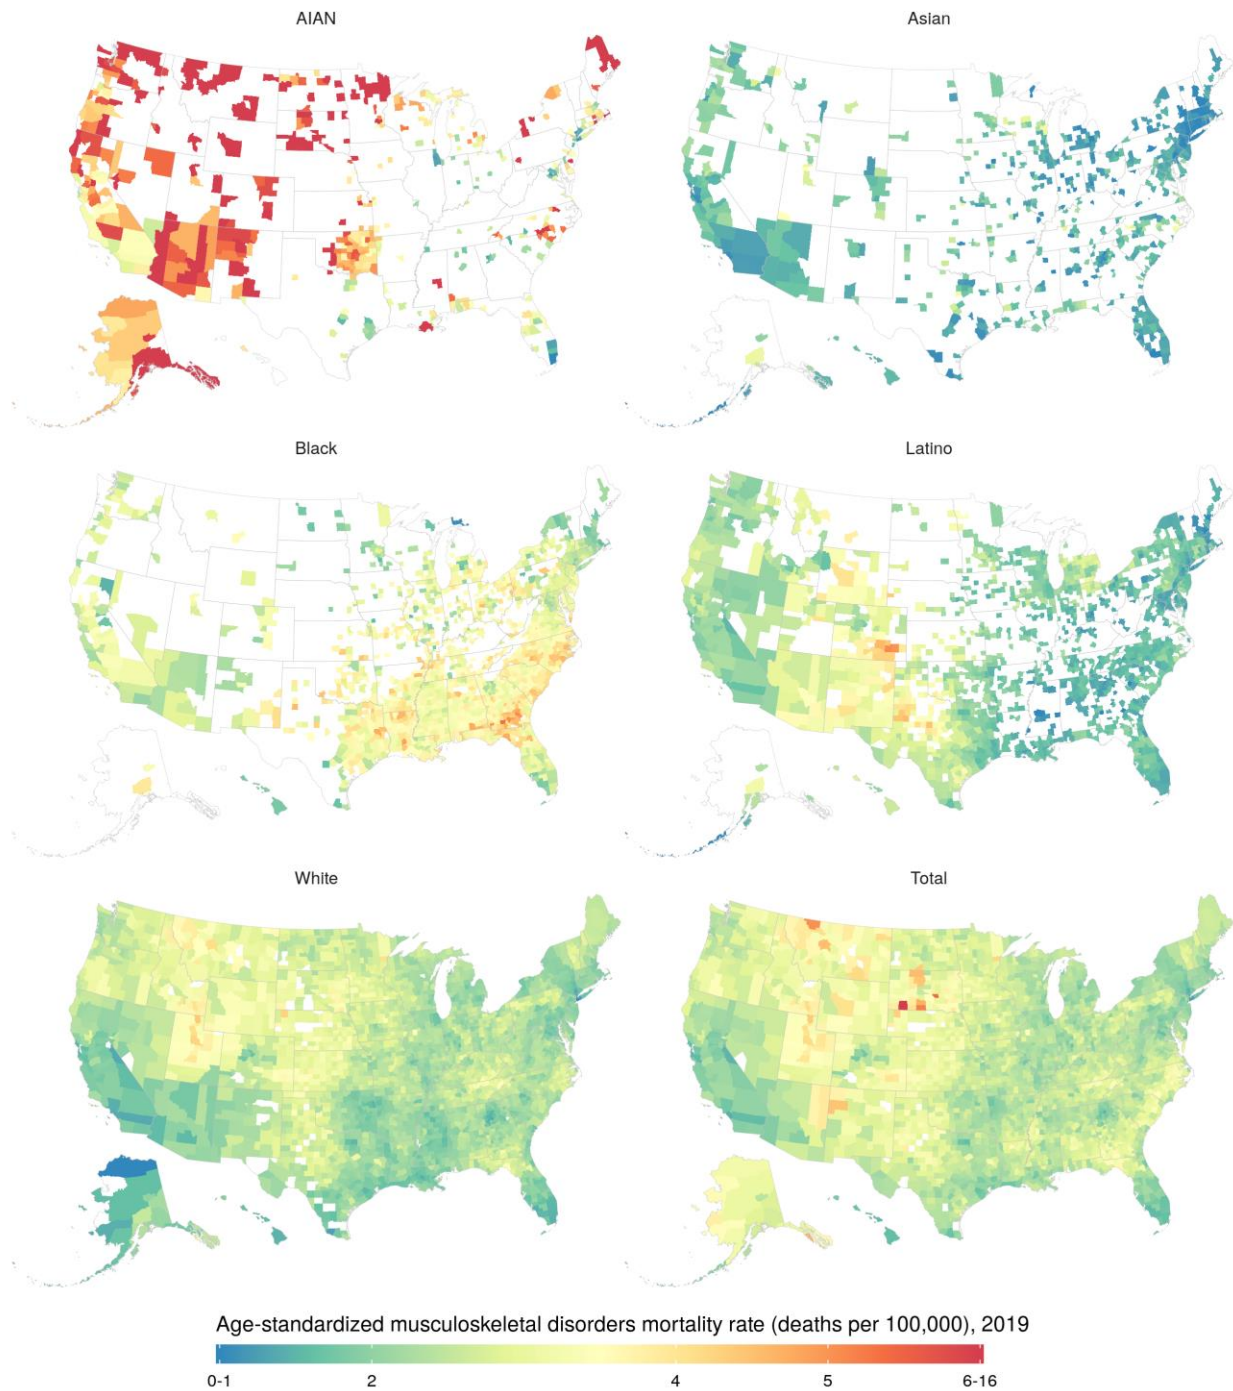 AIAN
Asian
Black
Latino
White
Total
Age-standardized musculoskeletal disorders mortality rate (deaths per 100,000), 2019
0-1 2 4 5 6-16